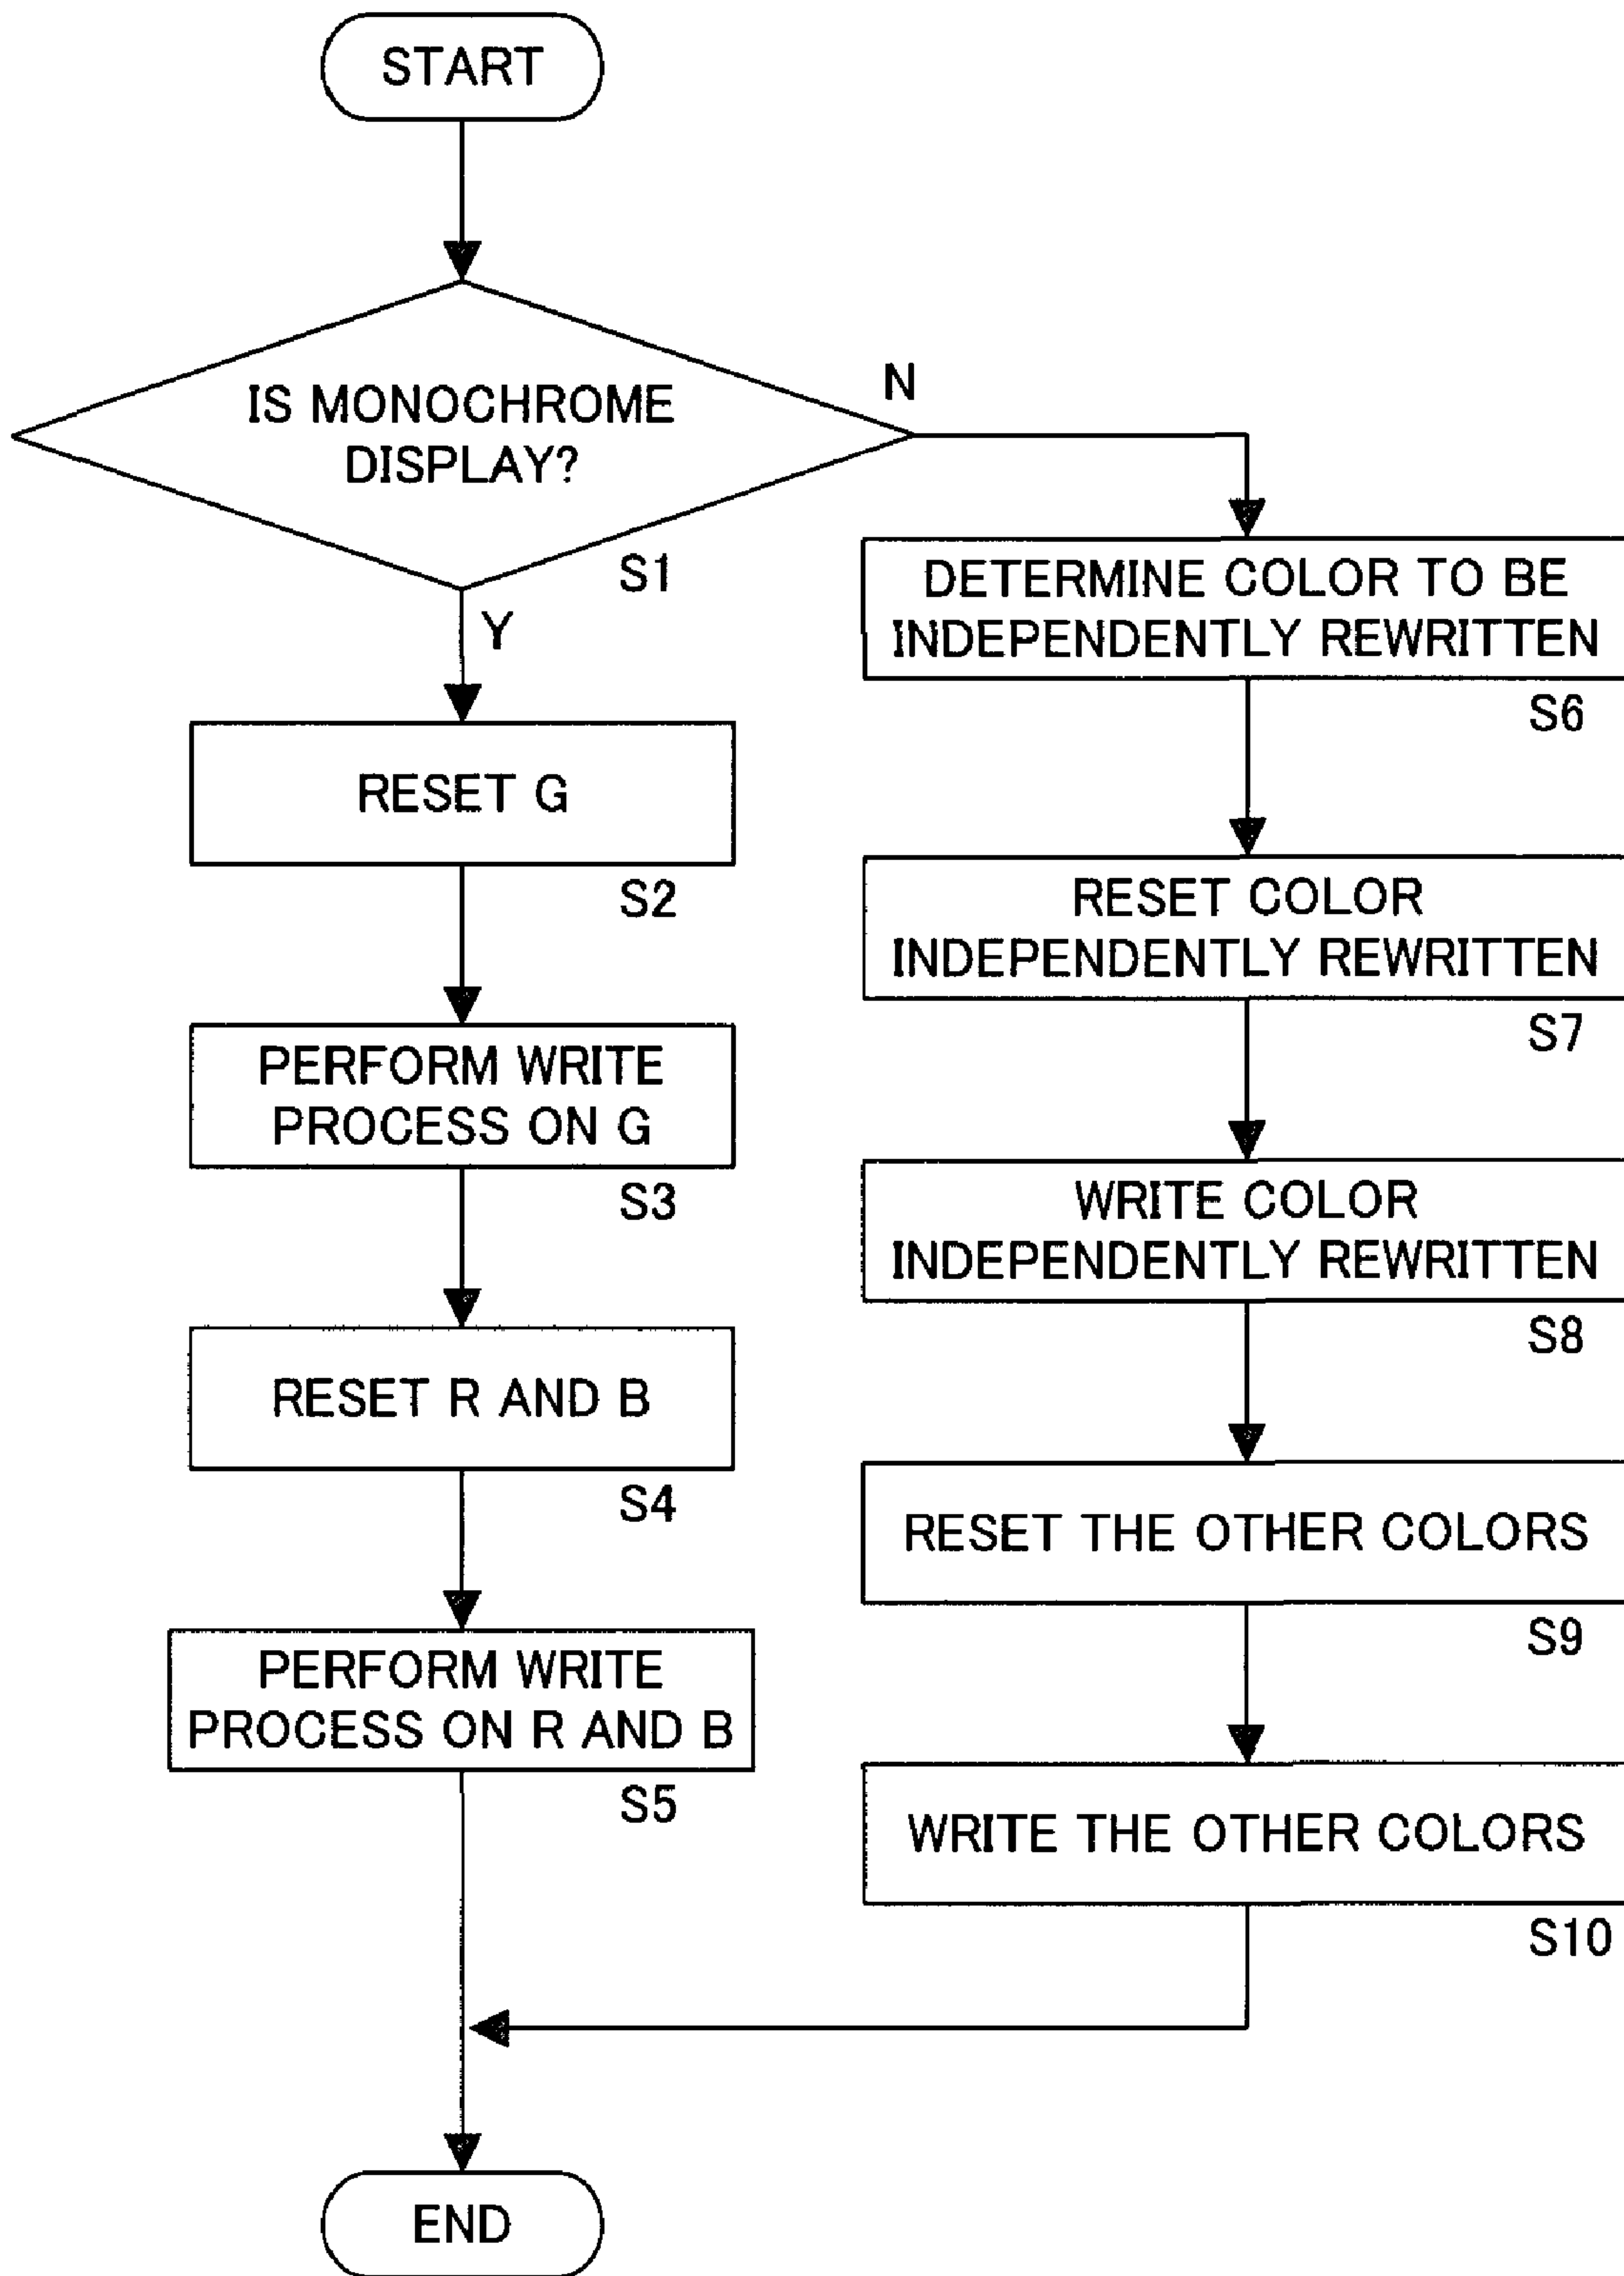 START
IS MONOCHROME
DISPLAY?
S1
N
Y
RESET G
S2
PERFORM WRITE
PROCESS ON G
S3
RESET R AND B
S4
PERFORM WRITE
PROCESS ON R AND B
S5
DETERMINE COLOR TO BE
INDEPENDENTLY REWRITTEN
S6
RESET COLOR
INDEPENDENTLY REWRITTEN
S7
WRITE COLOR
INDEPENDENTLY REWRITTEN
S8
RESET THE OTHER COLORS
S9
WRITE THE OTHER COLORS
S10
END